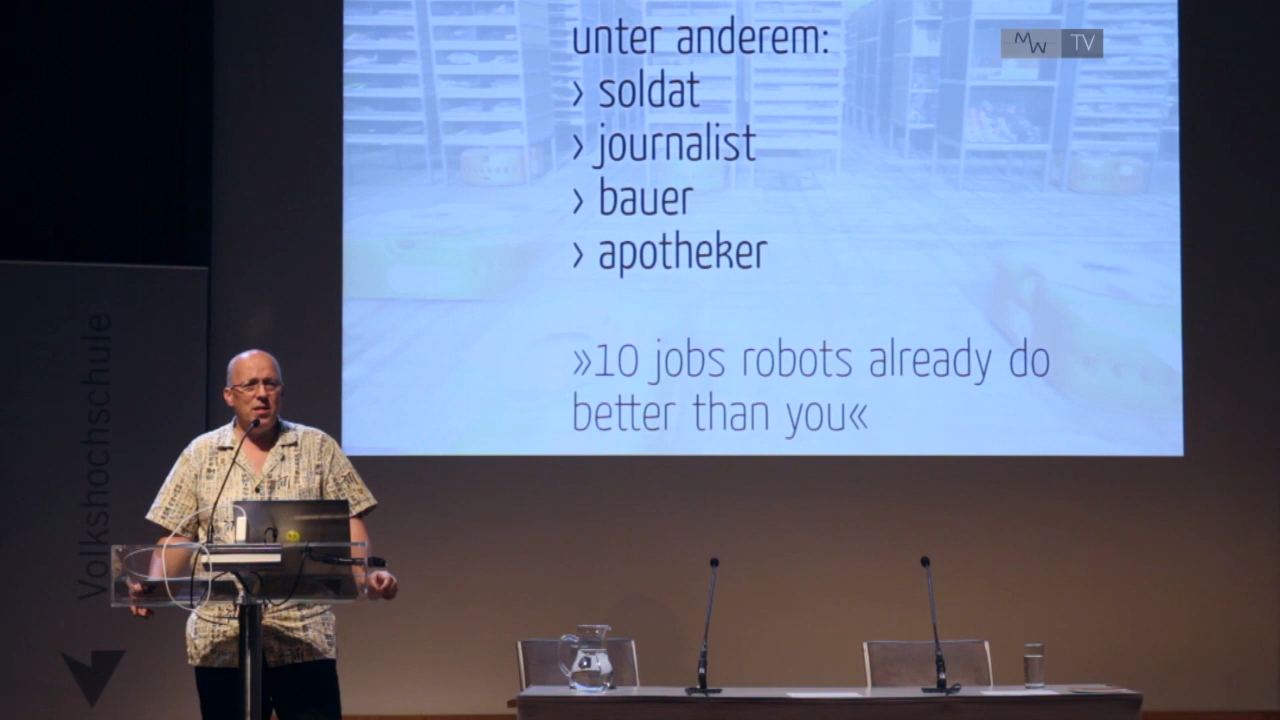 unter anderem:
› soldat
› journalist
› bauer
› apotheker
»10 jobs robots already do
better than you«
MW TV
Volkshochschule